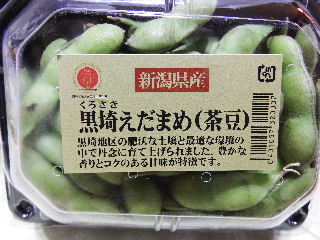 新潟県産
くろさき
黒埼えだまめ(茶豆)
黒埼地区の肥沃な土壌と最適な環境の
中で丹念に育て上げられました。豊かな
香りとコクのある甘味が特徴です。